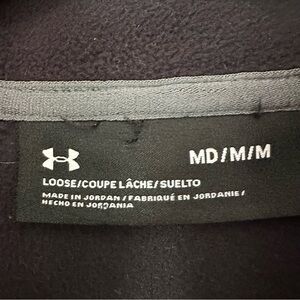 MD/M/M
LOOSE/COUPE LÂCHE/SUELTO
MADE IN JORDAN / FABRIQUÉ EN JORDANIE /
HECHO EN JORDANIA